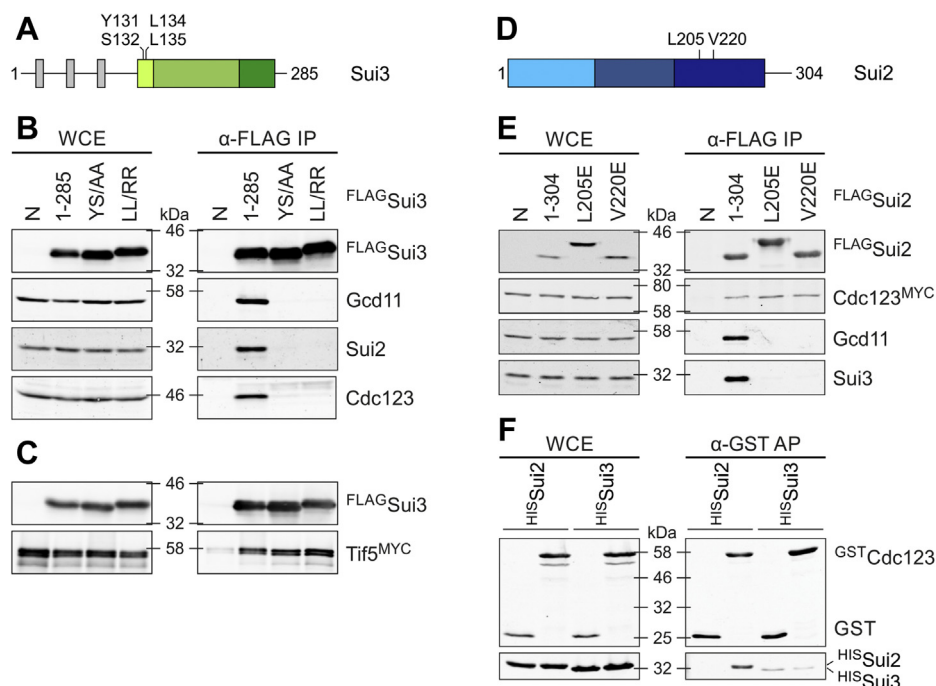 A
Y131 L134
S132 L135
1 285 Sui3
B
WCE α-FLAG IP
N 1-285 YS/AA LL/RR kDa N 1-285 YS/AA LL/RR FLAGSui3
46
FLAGSui3
32
58
Gcd11
32 Sui2
46 Cdc123
C
46
FLAGSui3
32
58 Tif5MYC
D
L205 V220
1 304 Sui2
E
WCE α-FLAG IP
N 1-304 L205E V220E kDa N 1-304 L205E V220E FLAGSui2
46
FLAGSui2
32
80
Cdc123MYC
58
58
Gcd11
32 Sui3
F
WCE α-GST AP
HISSui2 HISSui3 HISSui2 HISSui3
kDa
58 GSTCdc123
46
32
25 GST
32 HISSui2
HISSui3